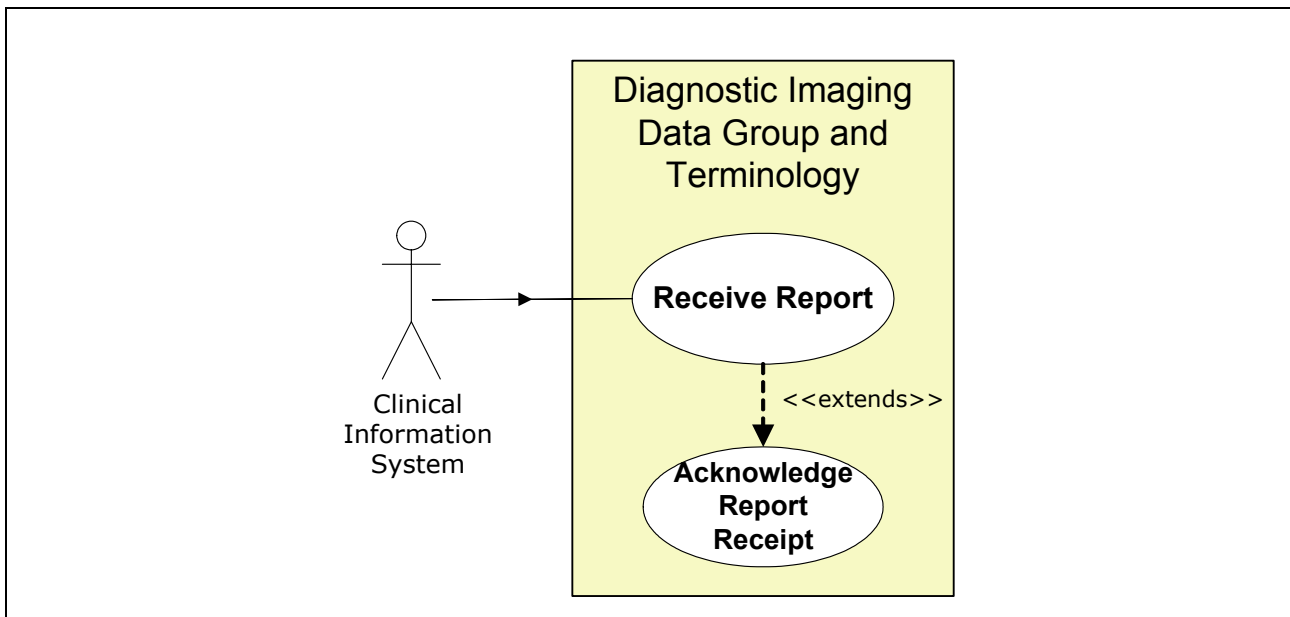 Diagnostic Imaging
Data Group and
Terminology
Receive Report
<<extends>>
Clinical
Information
System
Acknowledge
Report
Receipt